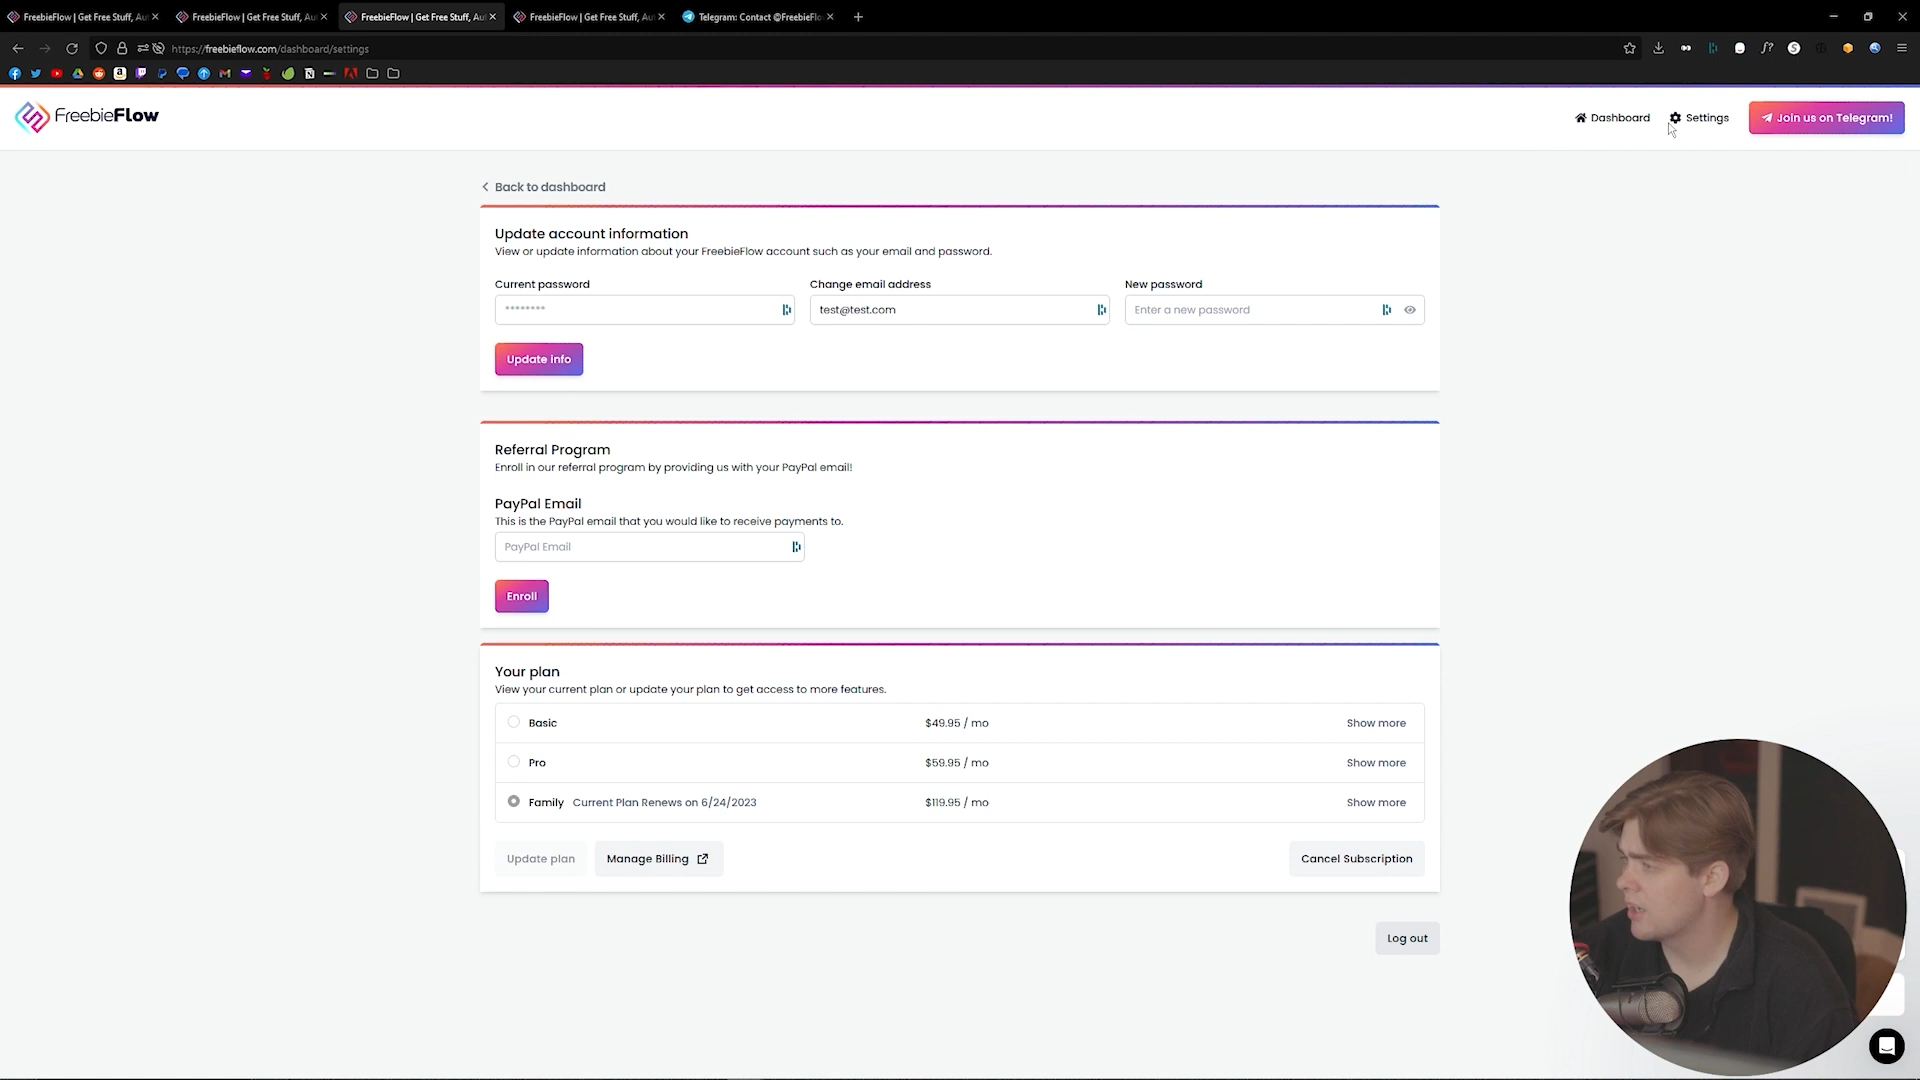 FreebieFlow | Get Free Stuff, Au
FreebieFlow | Get Free Stuff, Au
FreebieFlow | Get Free Stuff, Au
FreebieFlow | Get Free Stuff, Au
Telegram: Contact @FreebieFlo
https://freebieflow.com/dashboard/settings
FreebieFlow
Dashboard
Settings
Join us on Telegram!
Back to dashboard
Update account information
View or update information about your FreebieFlow account such as your email and password.
Current password
Change email address
New password
********
test@test.com
Enter a new password
Update info
Referral Program
Enroll in our referral program by providing us with your PayPal email!
PayPal Email
This is the PayPal email that you would like to receive payments to.
PayPal Email
Enroll
Your plan
View your current plan or update your plan to get access to more features.
Basic $49.95 / mo Show more
Pro $59.95 / mo Show more
Family Current Plan Renews on 6/24/2023 $119.95 / mo Show more
Update plan
Manage Billing
Cancel Subscription
Log out